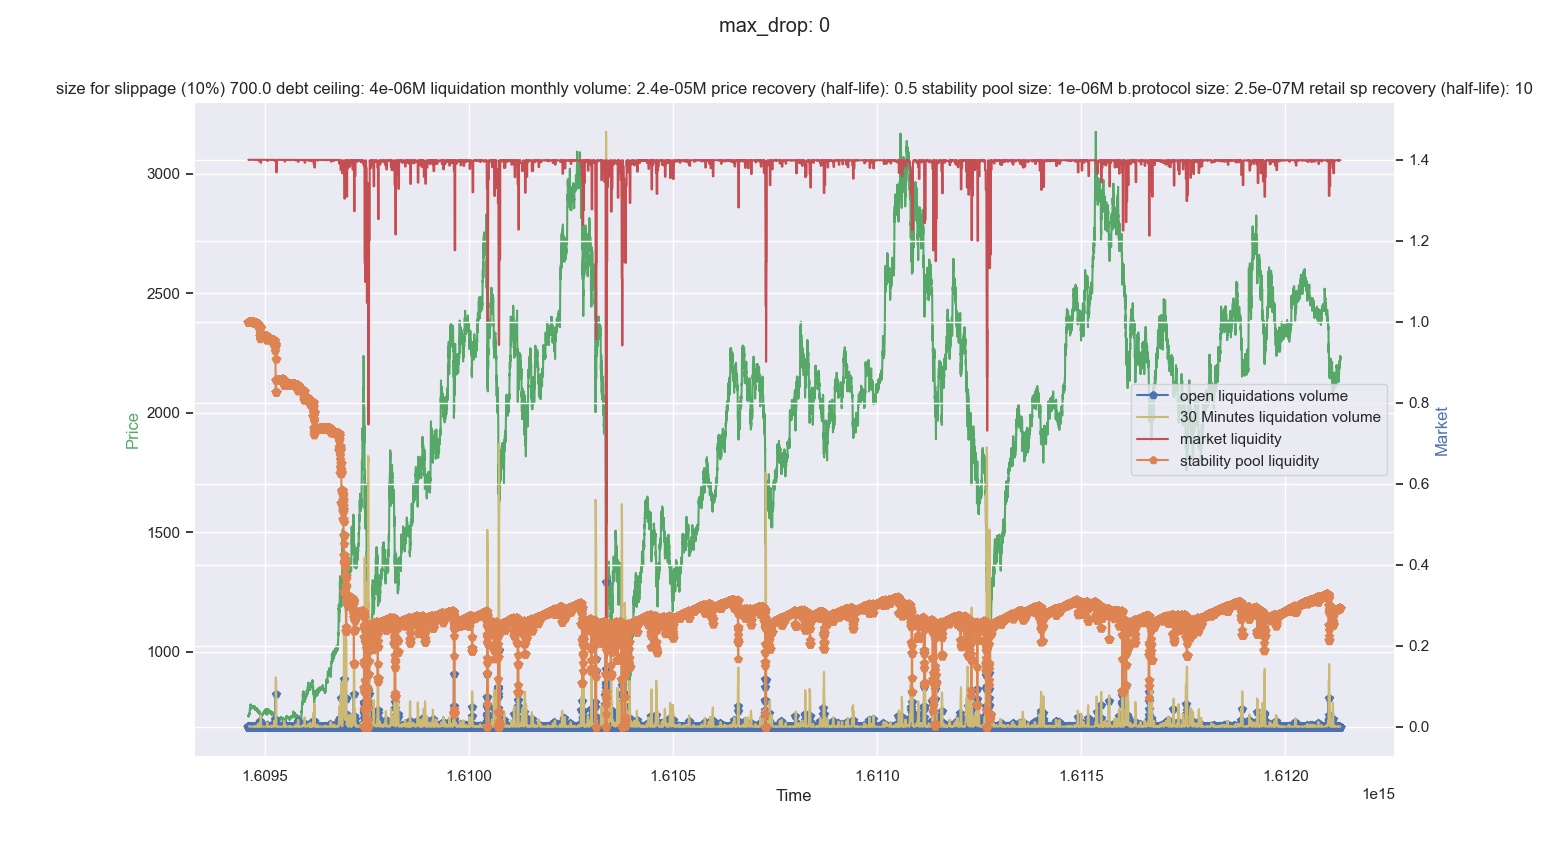 max_drop: 0
size for slippage (10%) 700.0 debt ceiling: 4e-06M liquidation monthly volume: 2.4e-05M price recovery (half-life): 0.5 stability pool size: 1e-06M b.protocol size: 2.5e-07M retail sp recovery (half-life): 10
3000
2500
2000
1500
1000
Price
1.4
1.2
1.0
0.8
0.6
0.4
0.2
0.0
Market
open liquidations volume
30 Minutes liquidation volume
market liquidity
stability pool liquidity
1.6095 1.6100 1.6105 1.6110 1.6115 1.6120
Time
1e15